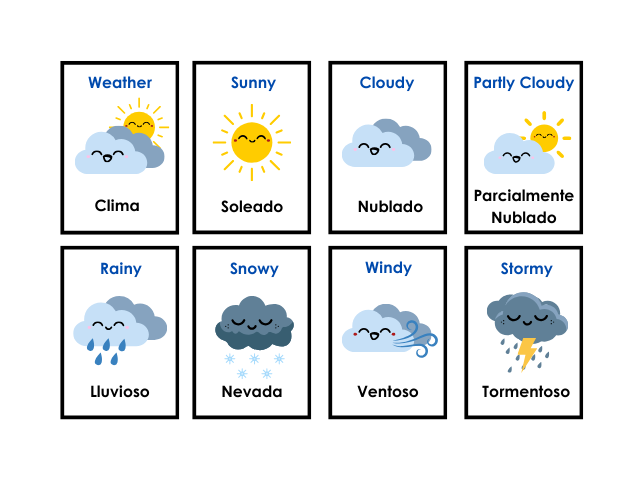 Weather
Clima
Sunny
Soleado
Cloudy
Nublado
Partly Cloudy
Parcialmente
Nublado
Rainy
Lluvioso
Snowy
Nevada
Windy
Ventoso
Stormy
Tormentoso